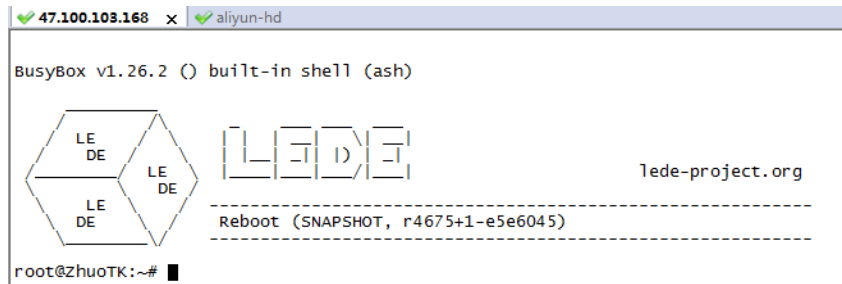 47.100.103.168 x aliyun-hd
BusyBox v1.26.2 () built-in shell (ash)
LE
DE
LE
DE
LE
DE
LEDE
lede-project.org
Reboot (SNAPSHOT, r4675+1-e5e6045)
root@ZhuoTK:~#